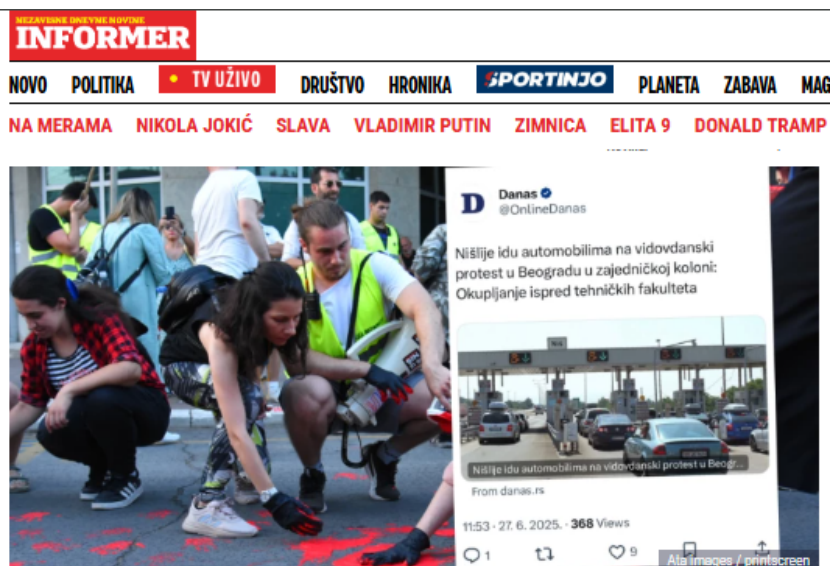 NEZAVISNE DNEVNE NOVINE
INFORMER
NOVO POLITIKA TV UŽIVO DRUŠTVO HRONIKA SPORTINJO PLANETA ZABAVA MAG
NA MERAMA NIKOLA JOKIĆ SLAVA VLADIMIR PUTIN ZIMNICA ELITA 9 DONALD TRAMP
D
Danas
@OnlineDanas
Nišlije idu automobilima na vidovdanski
protest u Beogradu u zajedničkoj koloni:
Okupljanje ispred tehničkih fakulteta
Nišlije idu automobilima na vidovdanski protest u Beogr...
From danas.rs
11:53 · 27. 6. 2025. · 368 Views
1 9
Ata images / printscreen